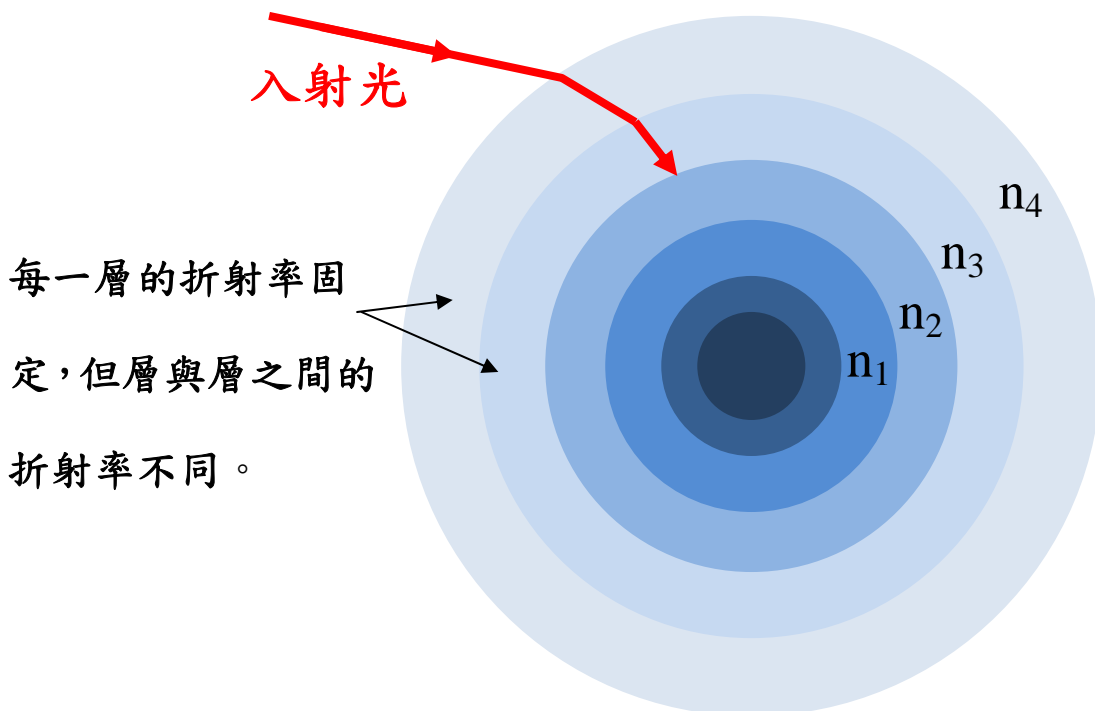 入射光
n₄
n₃
n₂
n₁
每一層的折射率固
定,但層與層之間的
折射率不同。